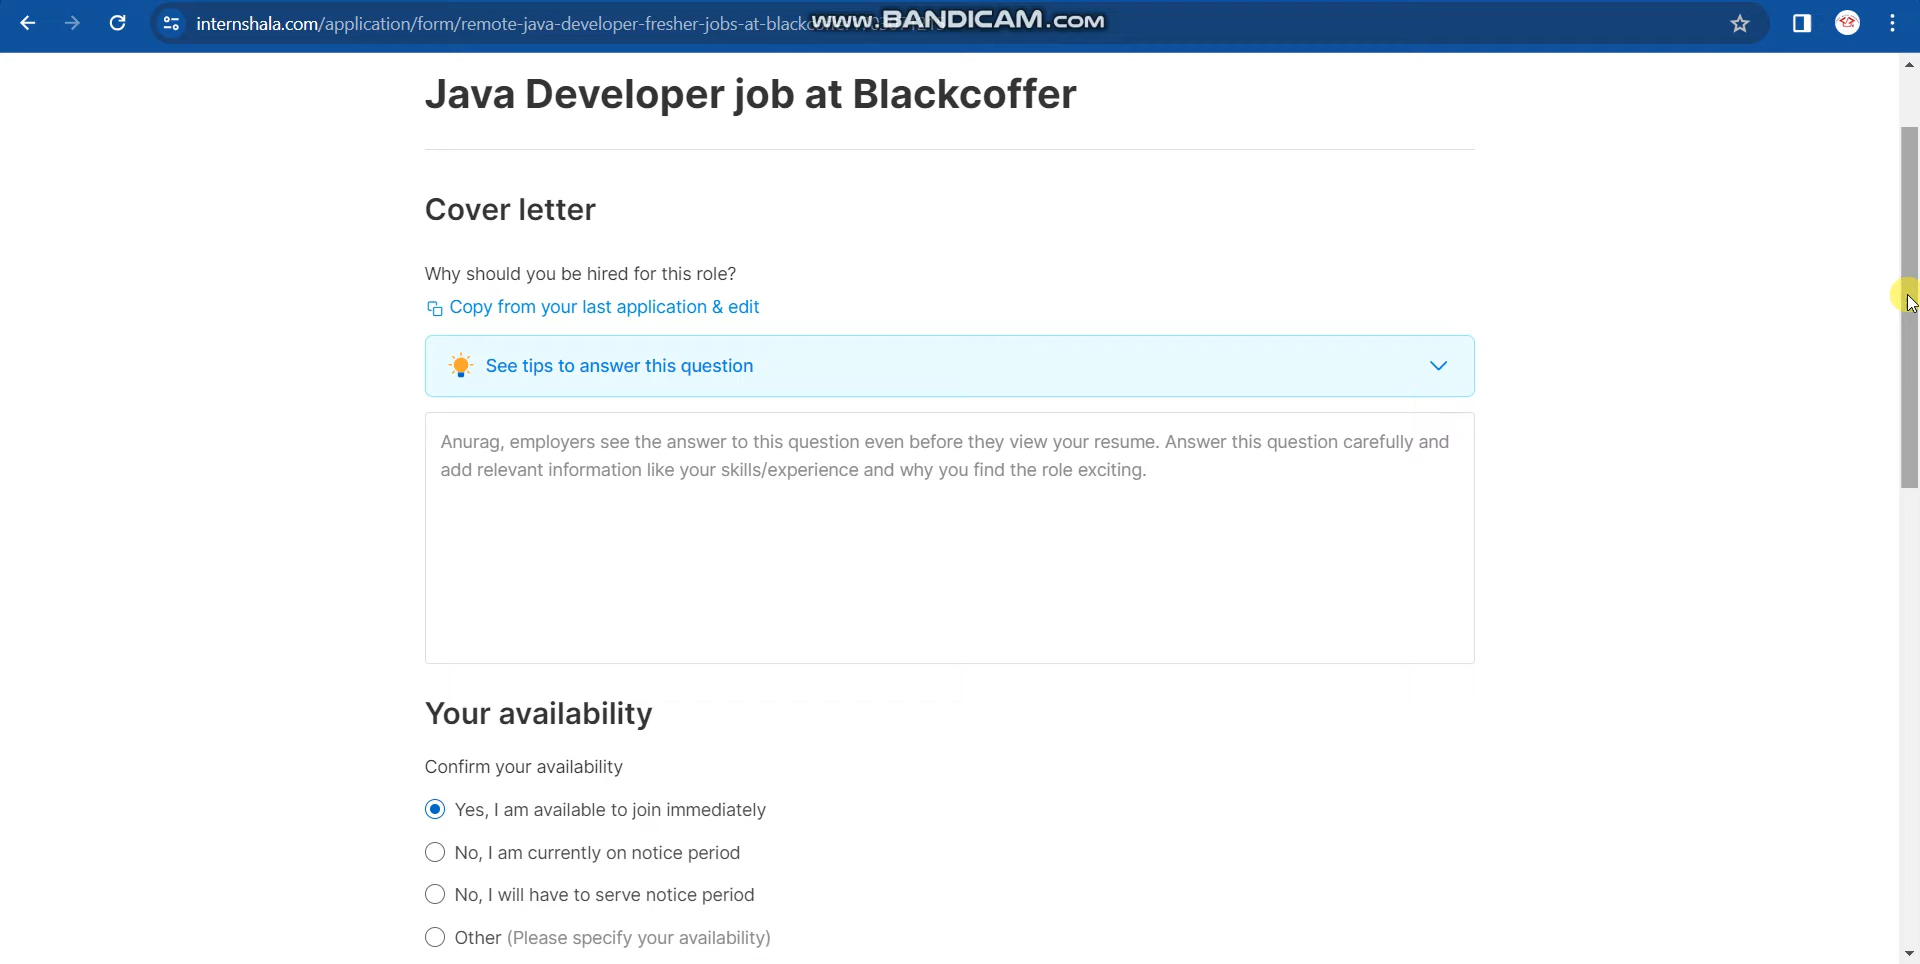 internshala.com/application/form/remote-java-developer-fresher-jobs-at-blackc
www.BANDICAM.com
Java Developer job at Blackcoffer
Cover letter
Why should you be hired for this role?
Copy from your last application & edit
See tips to answer this question
Anurag, employers see the answer to this question even before they view your resume. Answer this question carefully and
add relevant information like your skills/experience and why you find the role exciting.
Your availability
Confirm your availability
Yes, I am available to join immediately
No, I am currently on notice period
No, I will have to serve notice period
Other (Please specify your availability)